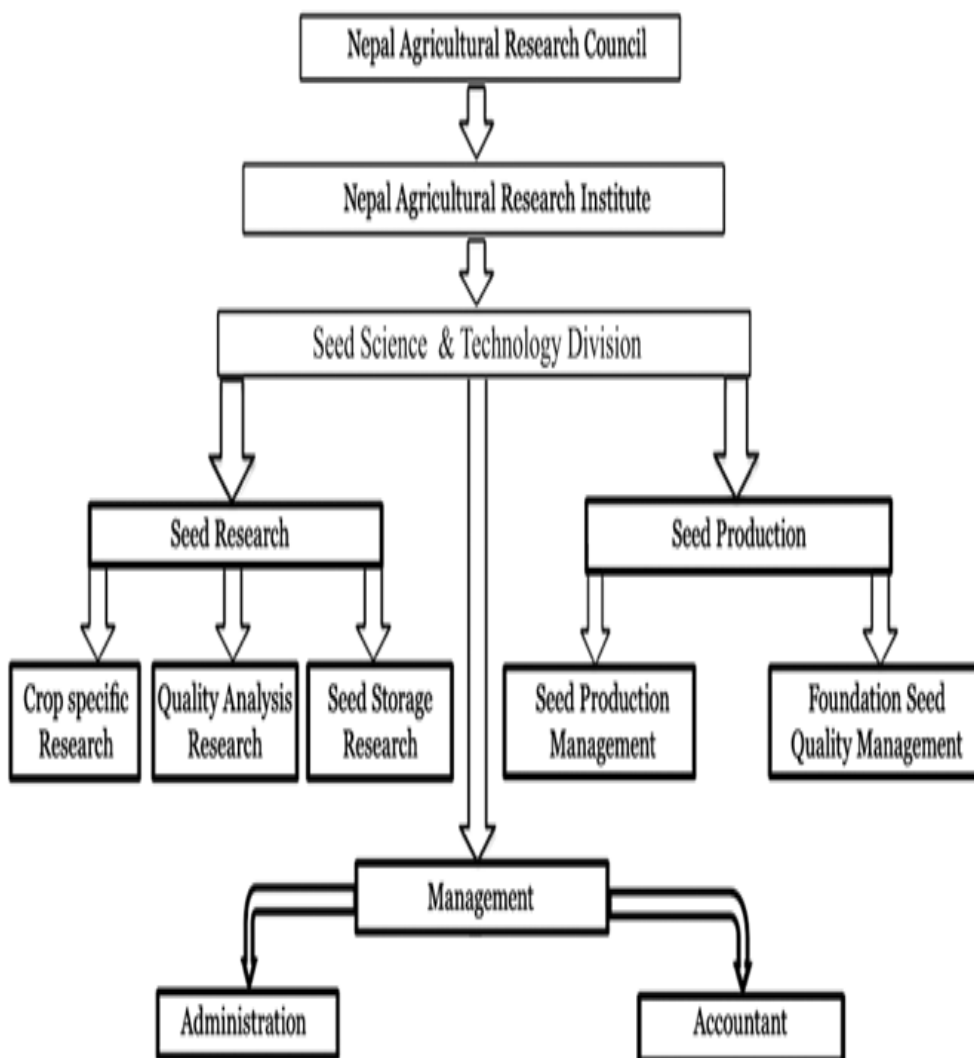 Nepal Agricultural Research Council
Nepal Agricultural Research Institute
Seed Science & Technology Division
Seed Research
Seed Production
Crop specific
Research
Quality Analysis
Research
Seed Storage
Research
Seed Production
Management
Foundation Seed
Quality Management
Management
Administration
Accountant